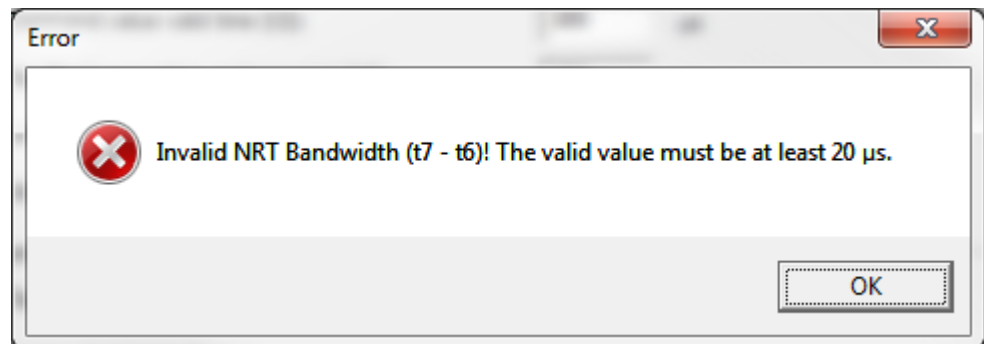 Error
Invalid NRT Bandwidth (t7 - t6)! The valid value must be at least 20 µs.
OK